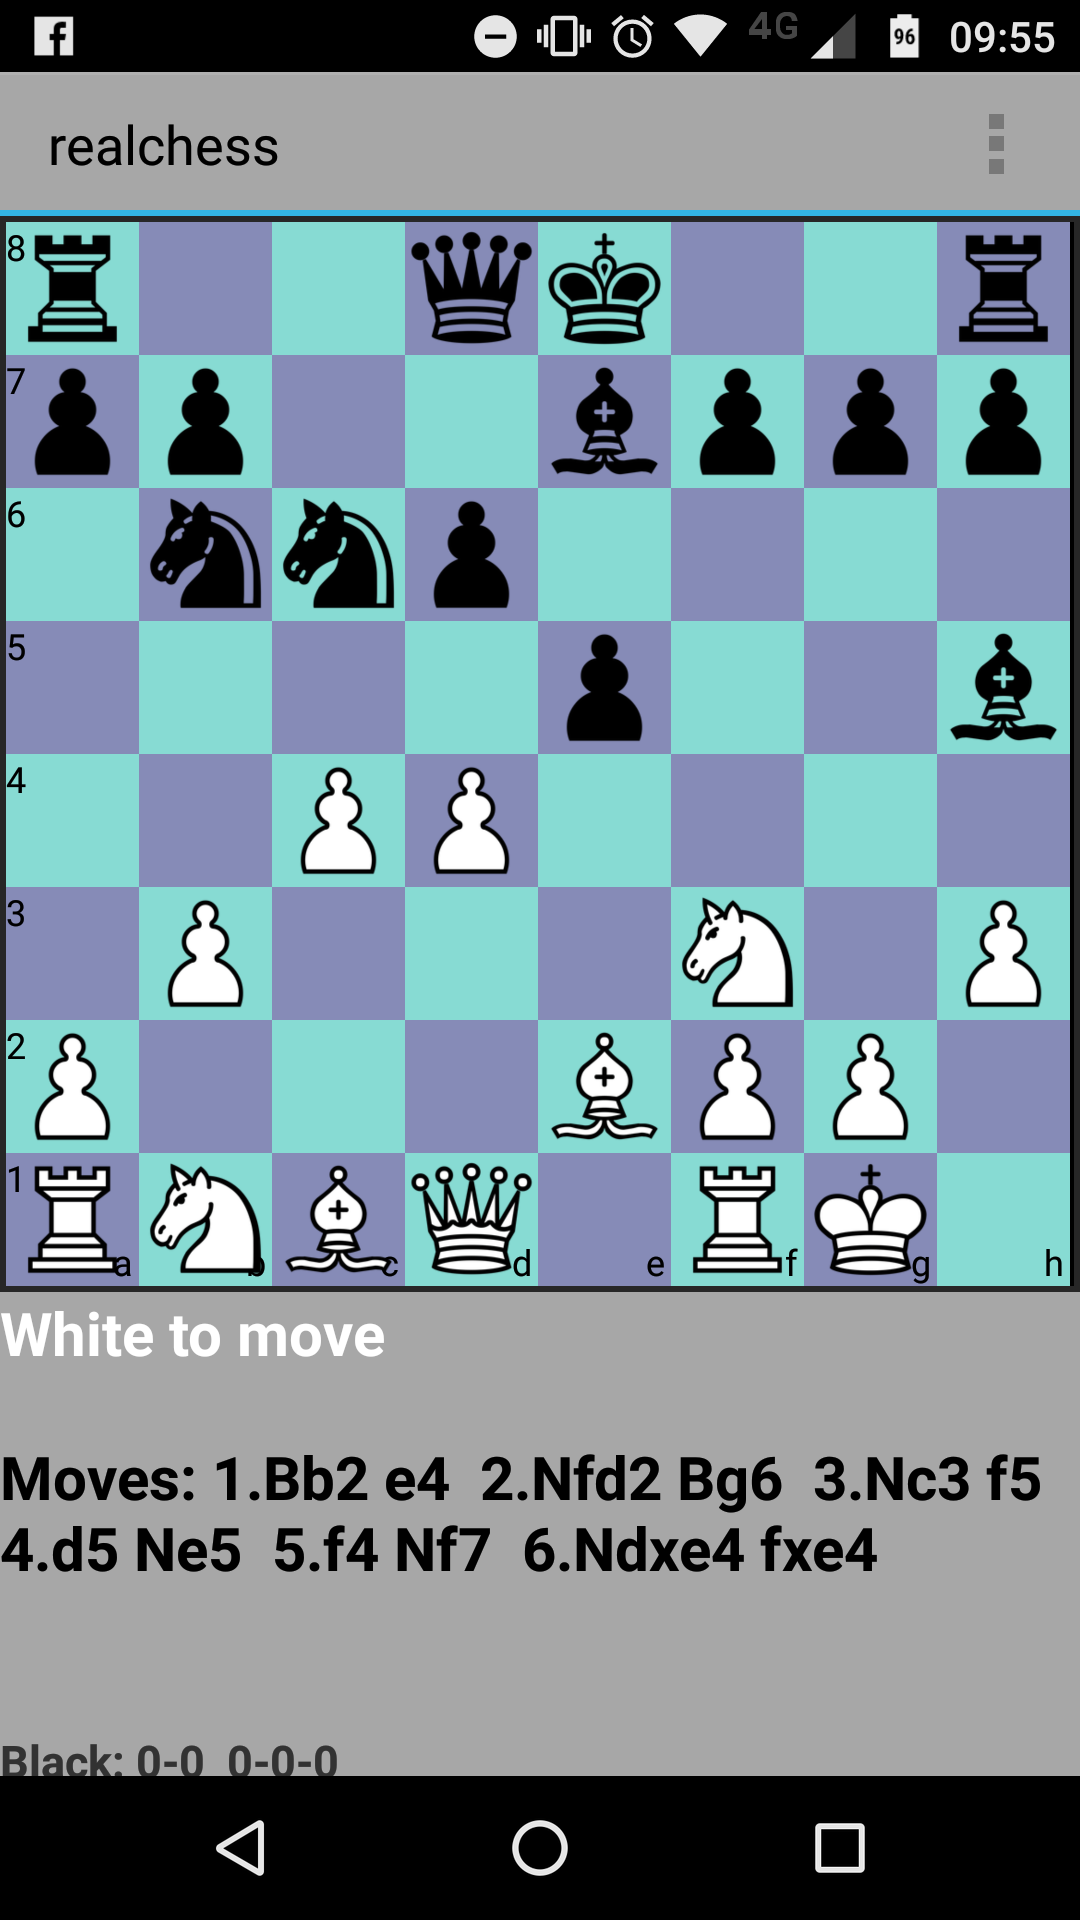 4G 96 09:55
realchess
8
7
6
5
4
3
2
1
a b c d e f g h
White to move
Moves: 1.Bb2 e4 2.Nfd2 Bg6 3.Nc3 f5
4.d5 Ne5 5.f4 Nf7 6.Ndxe4 fxe4
Black: 0-0 0-0-0